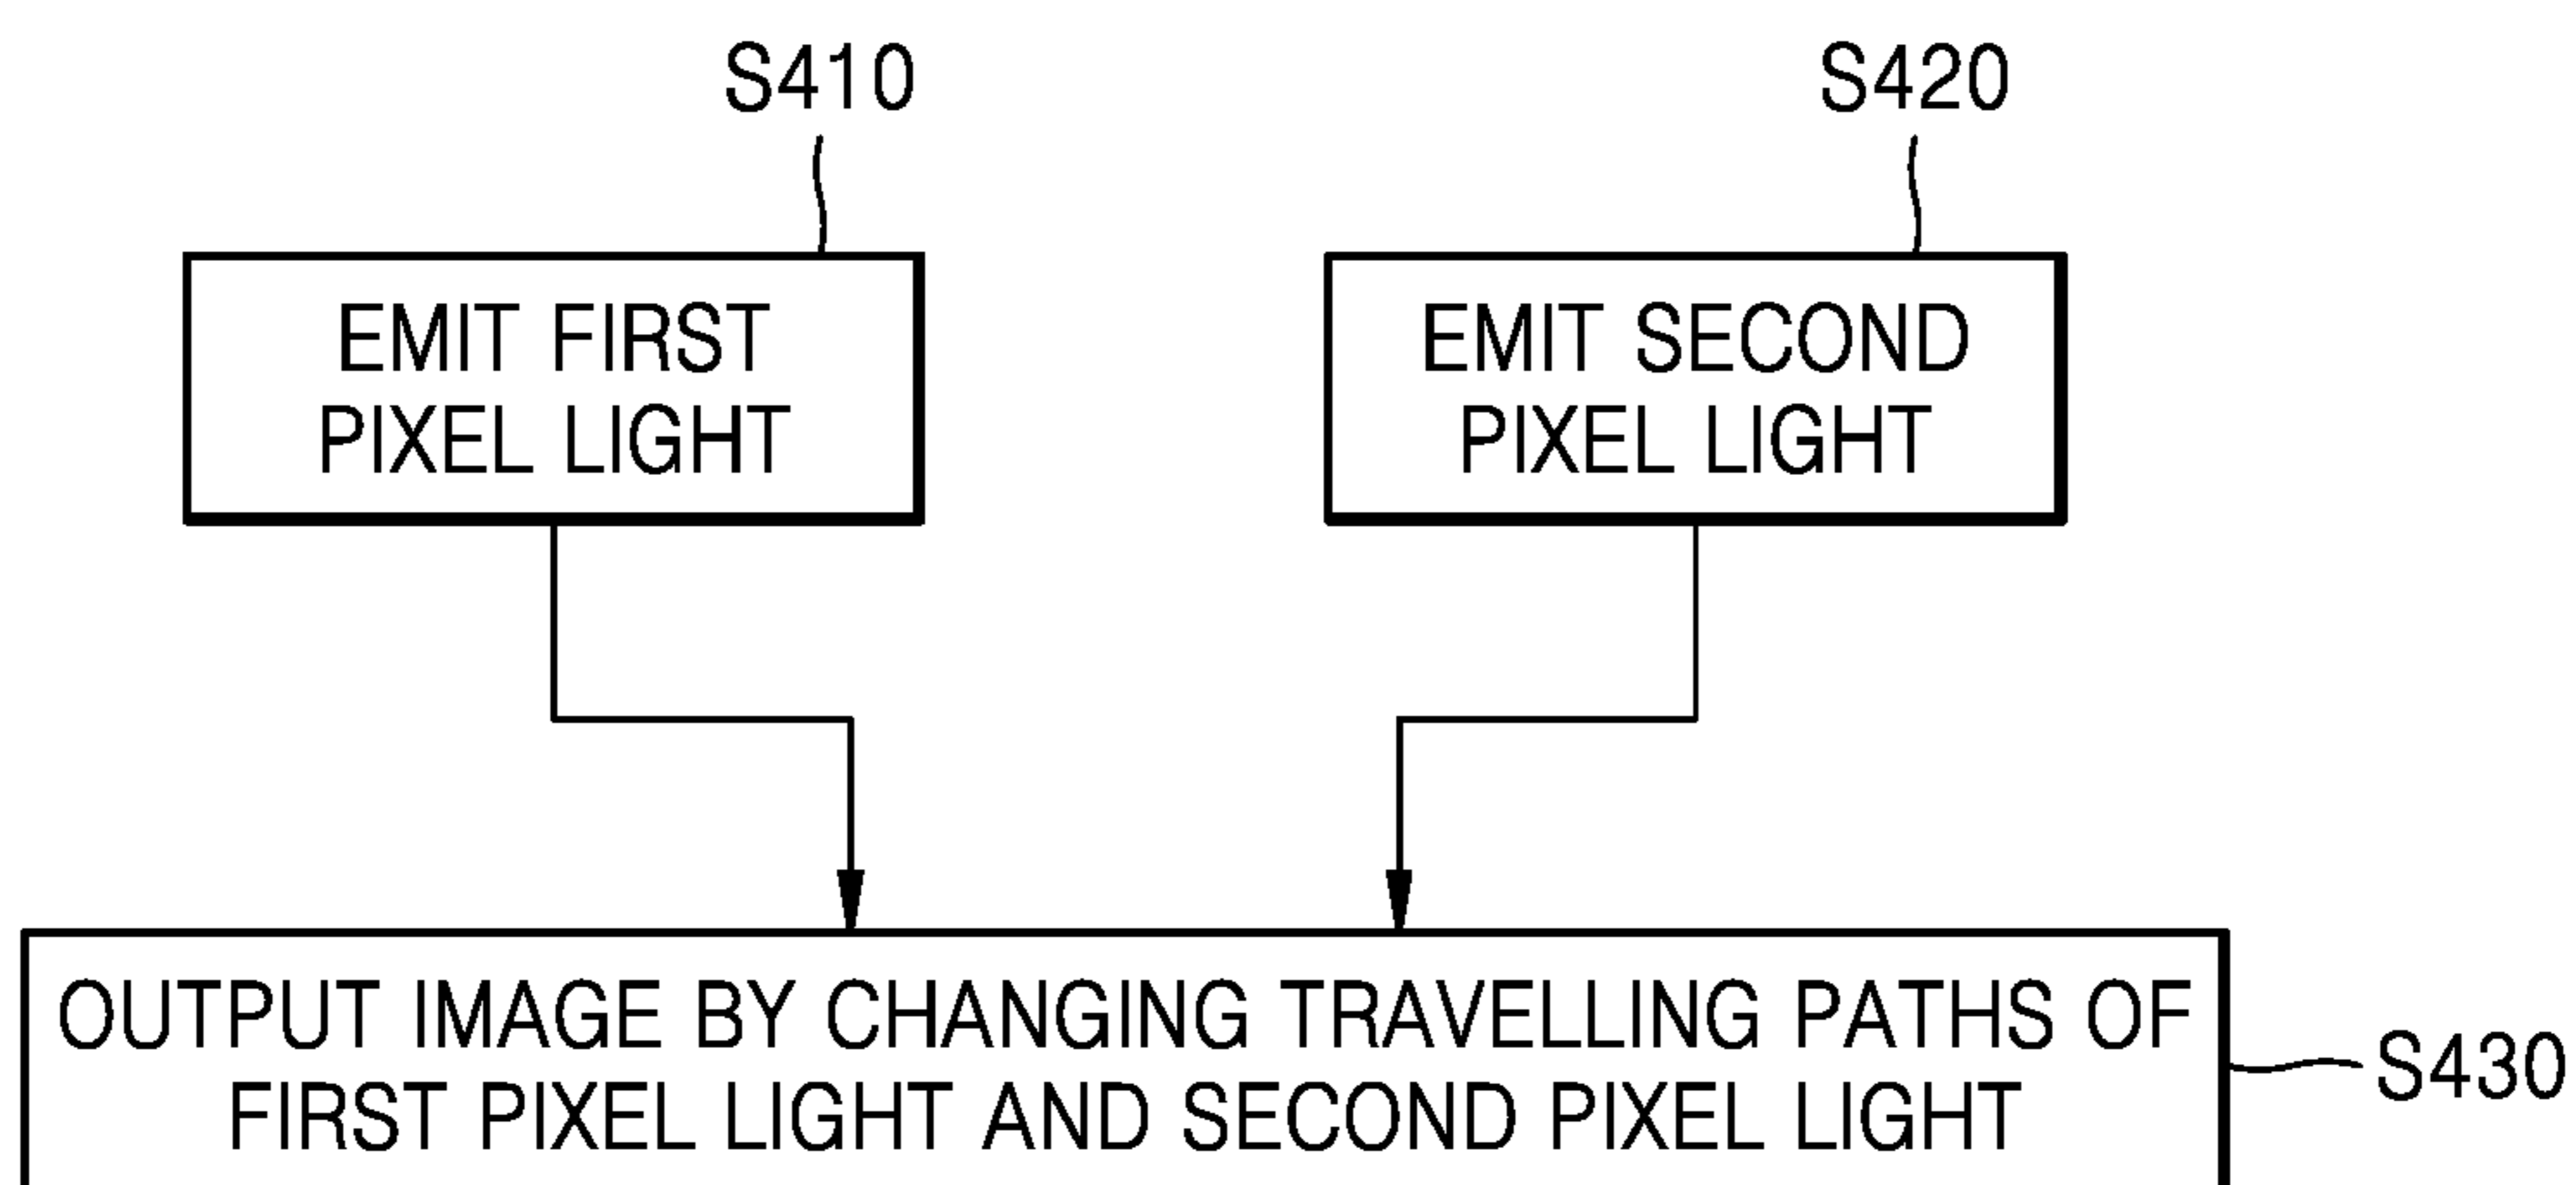 S410
S420
EMIT FIRST
PIXEL LIGHT
EMIT SECOND
PIXEL LIGHT
OUTPUT IMAGE BY CHANGING TRAVELLING PATHS OF
FIRST PIXEL LIGHT AND SECOND PIXEL LIGHT
S430